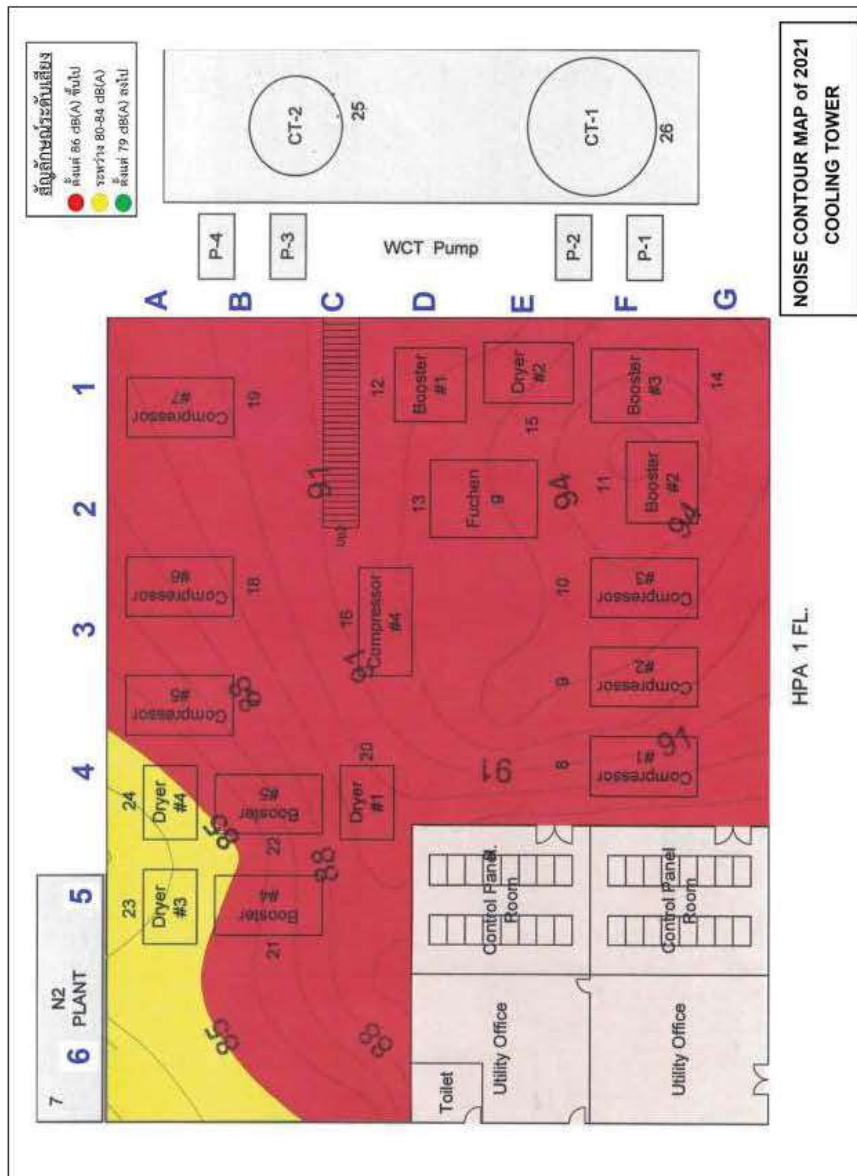 สัญลักษณ์ระดับเสียง
ตั้งแต่ 86 dB(A) ขึ้นไป
ระหว่าง 80-84 dB(A)
ตั้งแต่ 79 dB(A) ลงไป
NOISE CONTOUR MAP of 2021
COOLING TOWER
CT-2
25
CT-1
26
P-4
P-3
WCT Pump
P-2
P-1
A
B
C
D
E
F
G
1
2
3
4
5
6
Compressor
#7
19
12
Booster
#1
Dryer
#2
15
Booster
#3
14
91
13
Fuchen
9
94
11
Booster
#2
94
Compressor
#6
18
16
Compressor
#4
10
Compressor
#3
9
Compressor
#2
Compressor
#5
88
20
Dryer
#1
91
8
Compressor
#1
91
24
Dryer
#4
85
Booster
#5
22
88
23
Dryer
#3
Booster
#4
21
85
88
N2
PLANT
7
Control Panel
Room
Control Panel
Room
Utility Office
Utility Office
Toilet
HPA 1 FL.